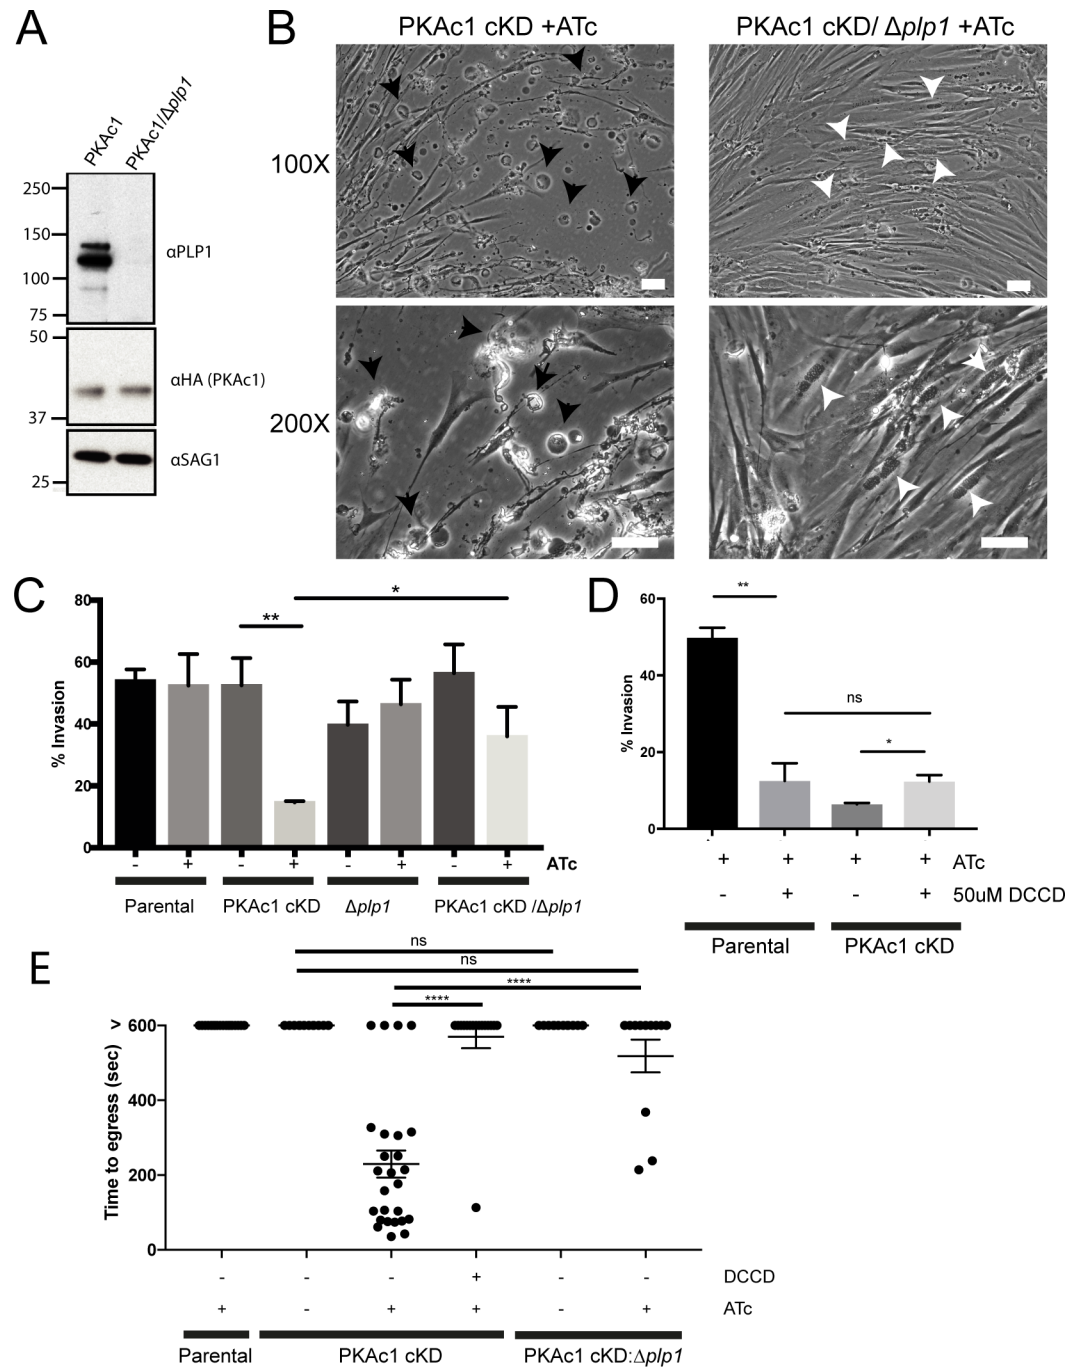 A
PKAc1
PKAc1/Δplp1
250
150
100
75
αPLP1
50
37
αHA (PKAc1)
25
αSAG1
B
PKAc1 cKD +ATc
PKAc1 cKD/ Δplp1 +ATc
100X
200X
C
% Invasion
80
60
40
20
0
**
*
- + - + - + - + ATc
Parental PKAc1 cKD Δplp1 PKAc1 cKD /Δplp1
D
% Invasion
60
40
20
0
**
ns
*
+ + + + ATc
- + - + 50uM DCCD
Parental PKAc1 cKD
E
ns
ns
****
****
Time to egress (sec)
> 600
400
200
0
- - - + - - DCCD
+ - + + - + ATc
Parental PKAc1 cKD PKAc1 cKD:Δplp1